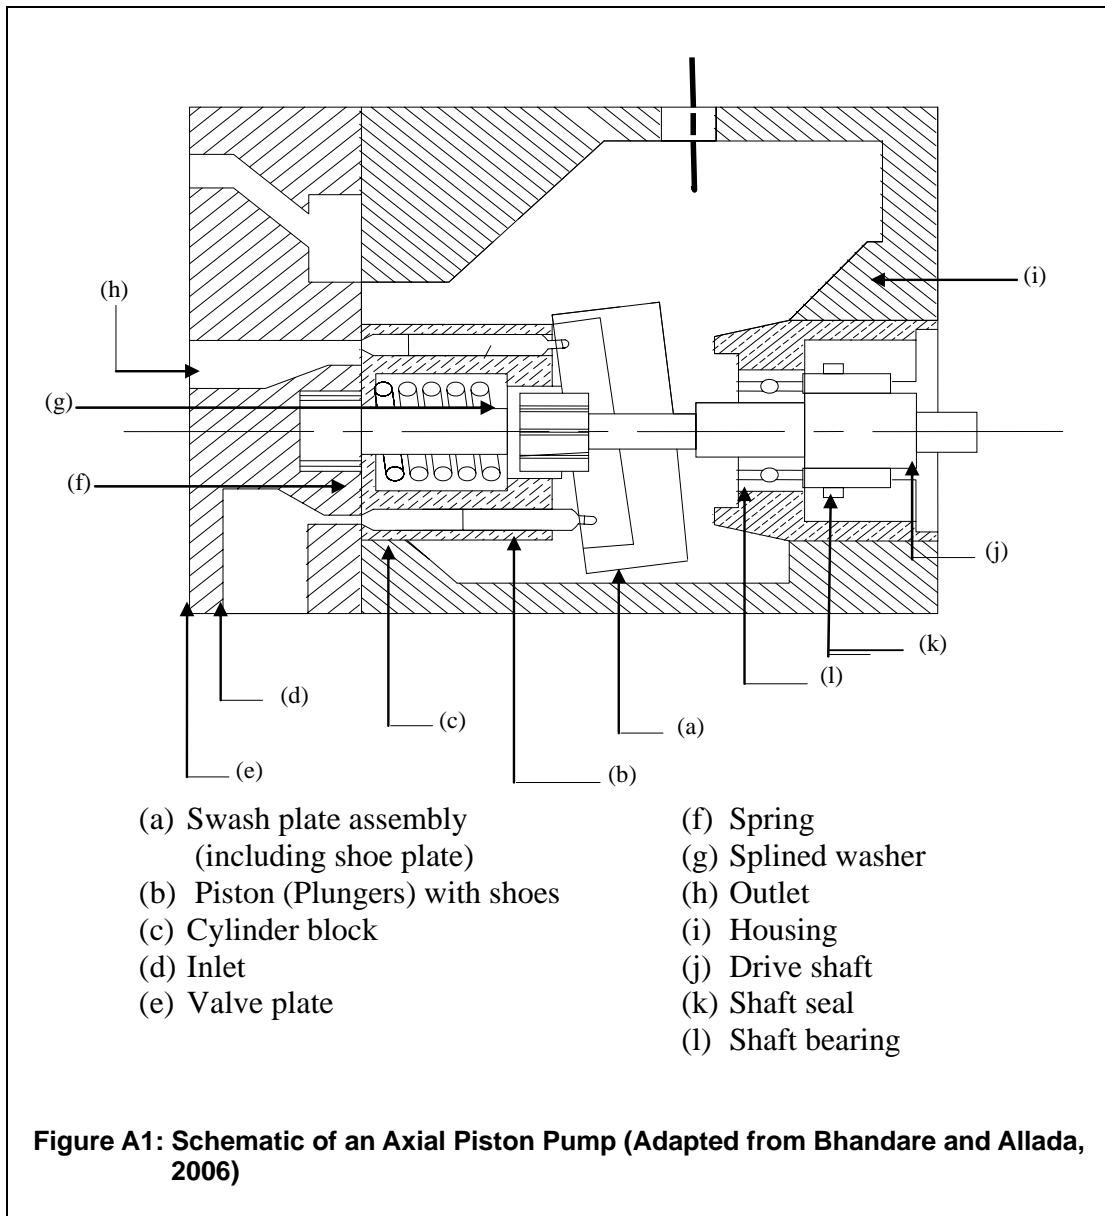 (h)
(i)
(g)
(f)
(j)
(k)
(l)
(d)
(c)
(a)
(e)
(b)
(a) Swash plate assembly
(including shoe plate)
(b) Piston (Plungers) with shoes
(c) Cylinder block
(d) Inlet
(e) Valve plate
(f) Spring
(g) Splined washer
(h) Outlet
(i) Housing
(j) Drive shaft
(k) Shaft seal
(l) Shaft bearing
Figure A1: Schematic of an Axial Piston Pump (Adapted from Bhandare and Allada,
2006)